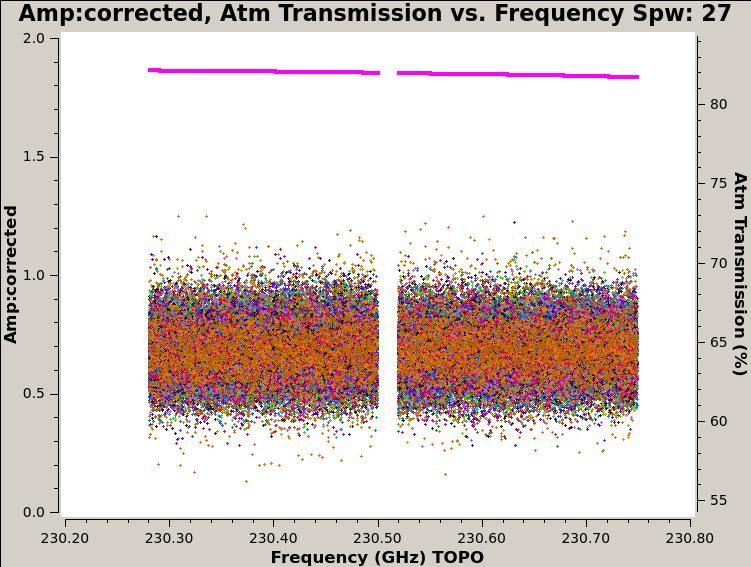 Amp:corrected, Atm Transmission vs. Frequency Spw: 27
2.0
1.5
1.0
0.5
0.0
Amp:corrected
80
75
70
65
60
55
Atm Transmission (%)
230.20 230.30 230.40 230.50 230.60 230.70 230.80
Frequency (GHz) TOPO